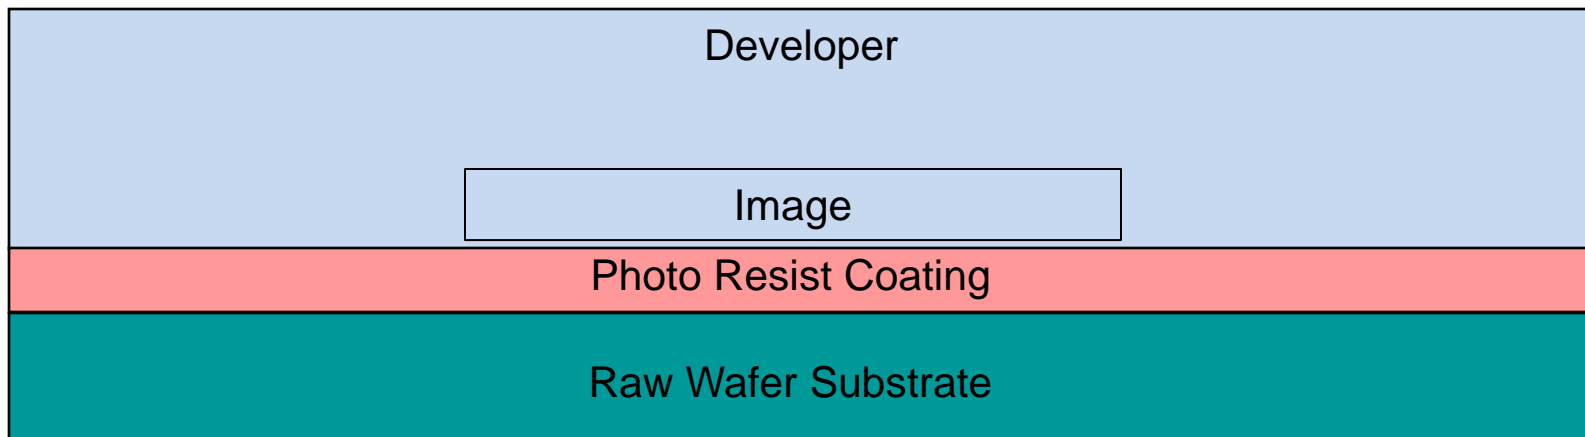 Developer
Image
Photo Resist Coating
Raw Wafer Substrate